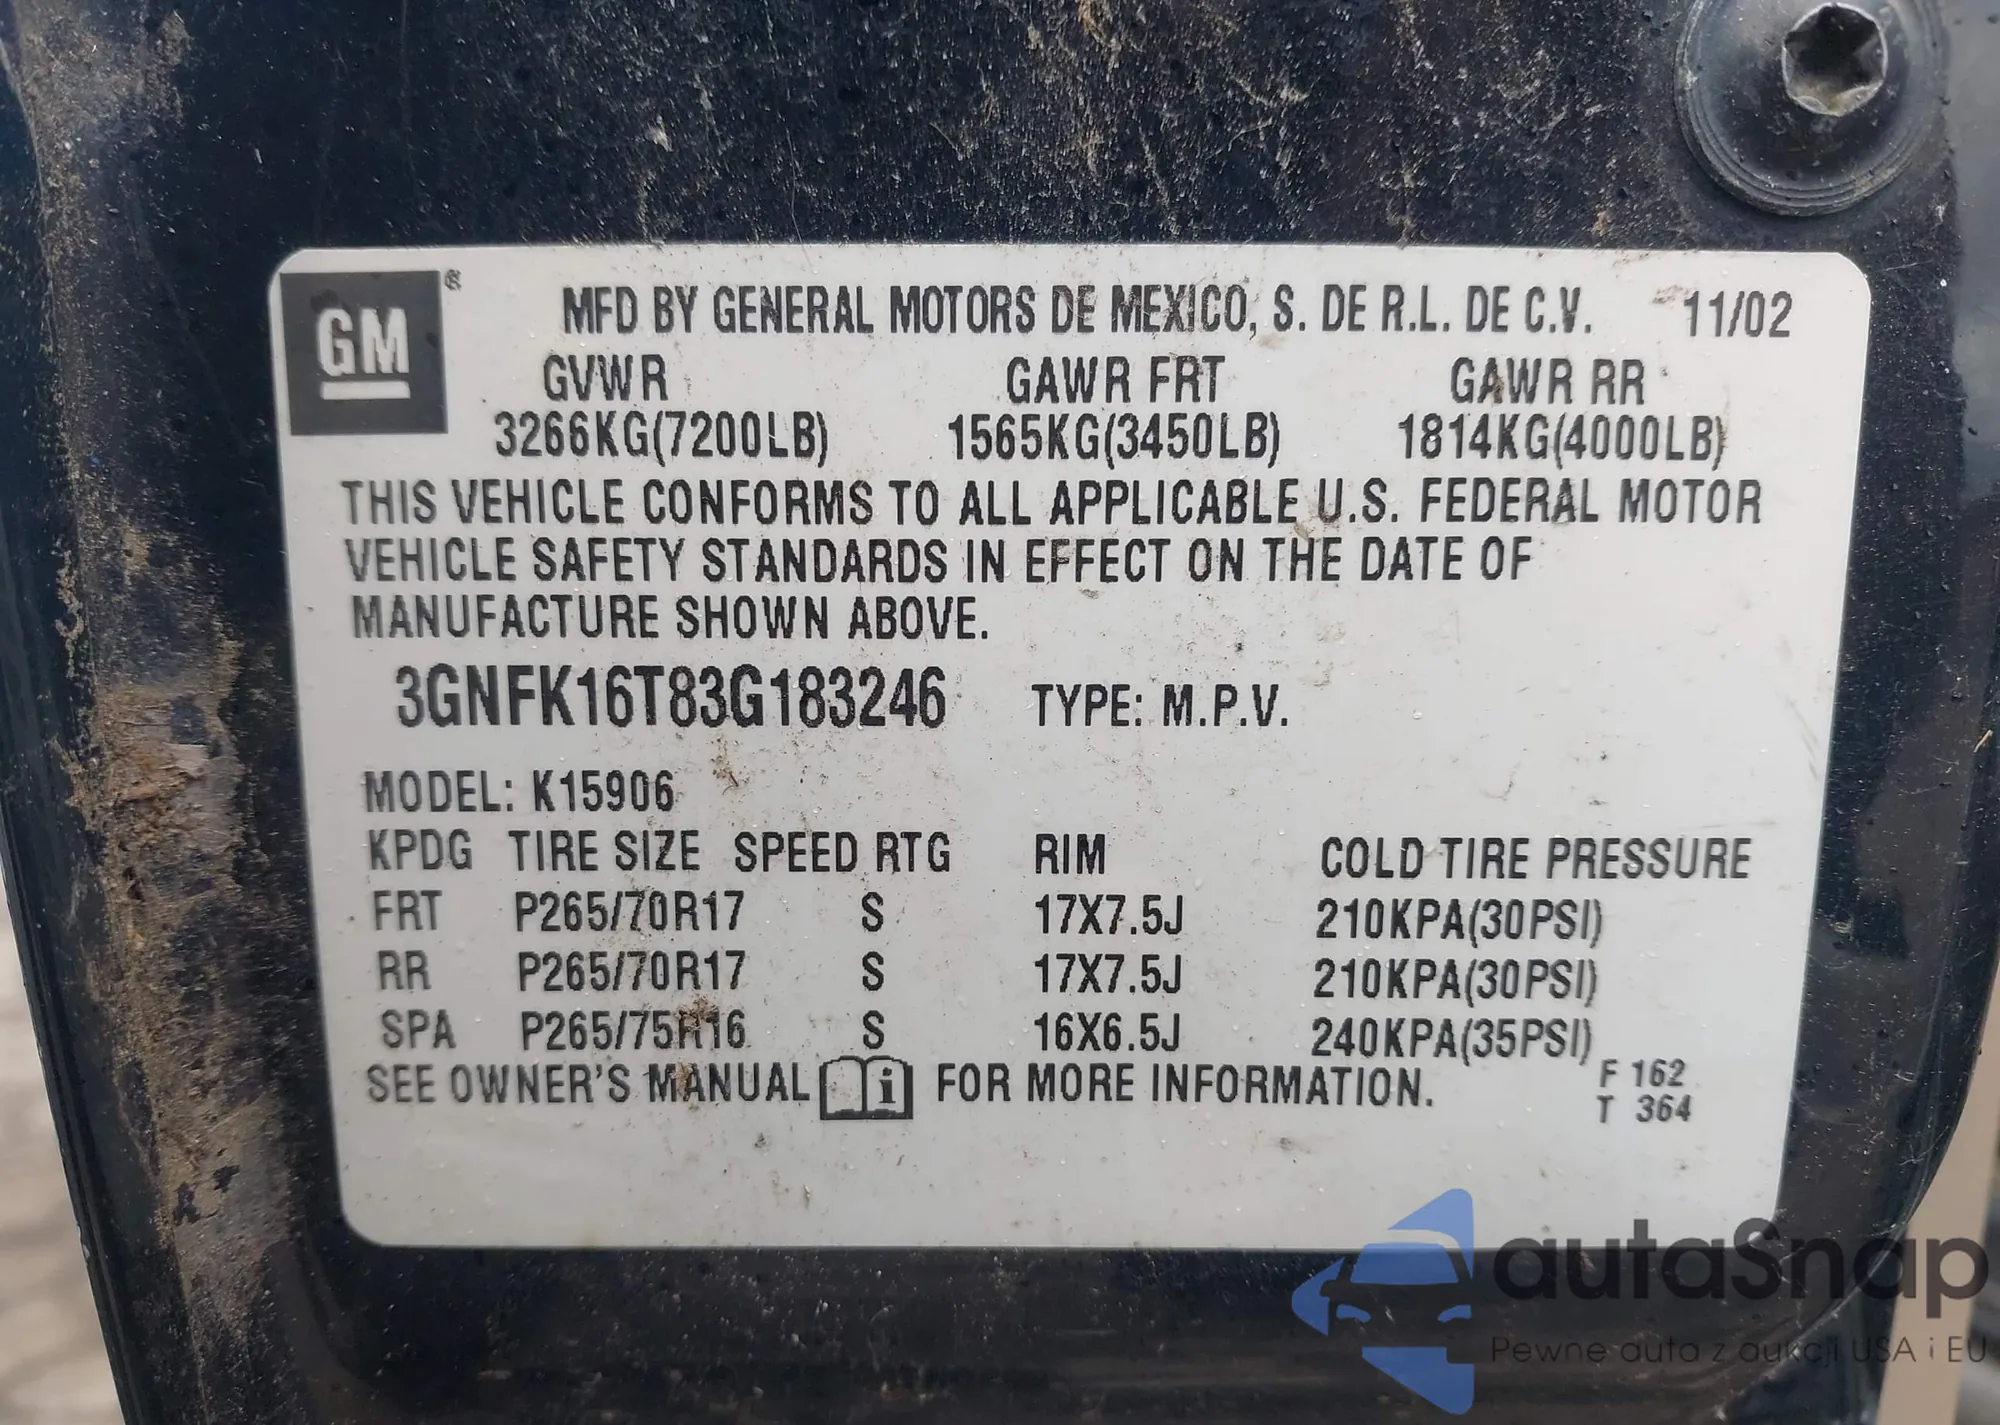 GM®
MFD BY GENERAL MOTORS DE MEXICO, S. DE R.L. DE C.V. 11/02
GVWR GAWR FRT GAWR RR
3266KG(7200LB) 1565KG(3450LB) 1814KG(4000LB)
THIS VEHICLE CONFORMS TO ALL APPLICABLE U.S. FEDERAL MOTOR
VEHICLE SAFETY STANDARDS IN EFFECT ON THE DATE OF
MANUFACTURE SHOWN ABOVE.
3GNFK16T83G183246 TYPE: M.P.V.
MODEL: K15906
KPDG TIRE SIZE SPEED RTG RIM COLD TIRE PRESSURE
FRT P265/70R17 S 17X7.5J 210KPA(30PSI)
RR P265/70R17 S 17X7.5J 210KPA(30PSI)
SPA P265/75R16 S 16X6.5J 240KPA(35PSI)
SEE OWNER'S MANUAL i FOR MORE INFORMATION.
F 162
T 364
autaSnap
Pewne auta z aukcji USA i EU